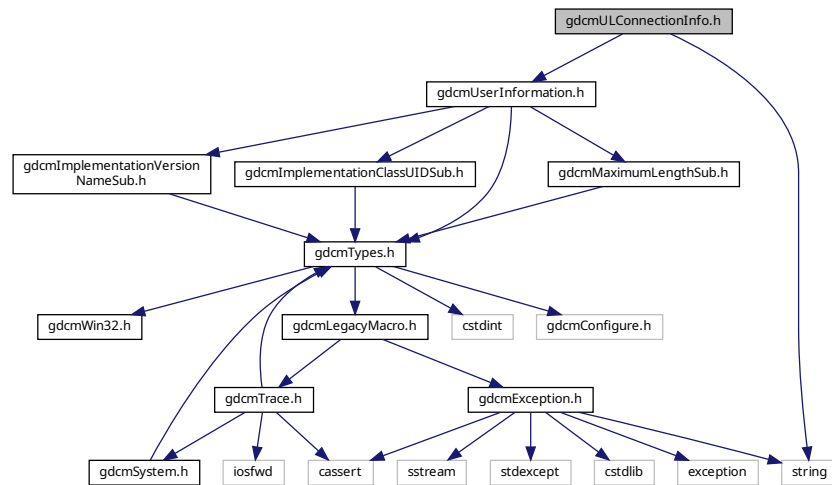 gdcmULConnectionInfo.h
gdcmUserInformation.h
gdcmImplementationVersion
NameSub.h
gdcmImplementationClassUIDSub.h
gdcmMaximumLengthSub.h
gdcmTypes.h
gdcmWin32.h
gdcmLegacyMacro.h
cstdint
gdcmConfigure.h
gdcmTrace.h
gdcmException.h
gdcmSystem.h
iosfwd
cassert
sstream
stdexcept
cstdlib
exception
string